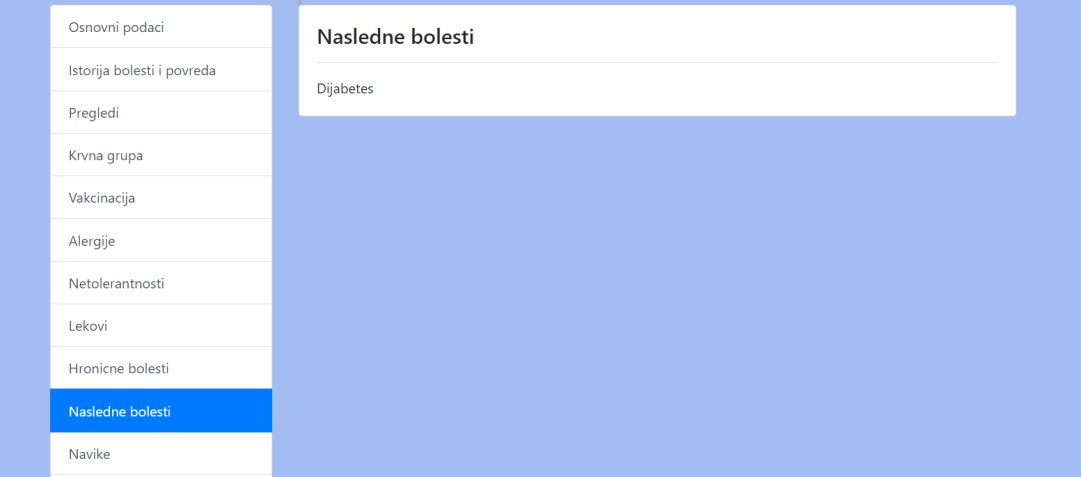 Osnovni podaci
Istorija bolesti i povreda
Pregledi
Krvna grupa
Vakcinacija
Alergije
Netolerantnosti
Lekovi
Hronicne bolesti
Nasledne bolesti
Navike
Nasledne bolesti
Dijabetes